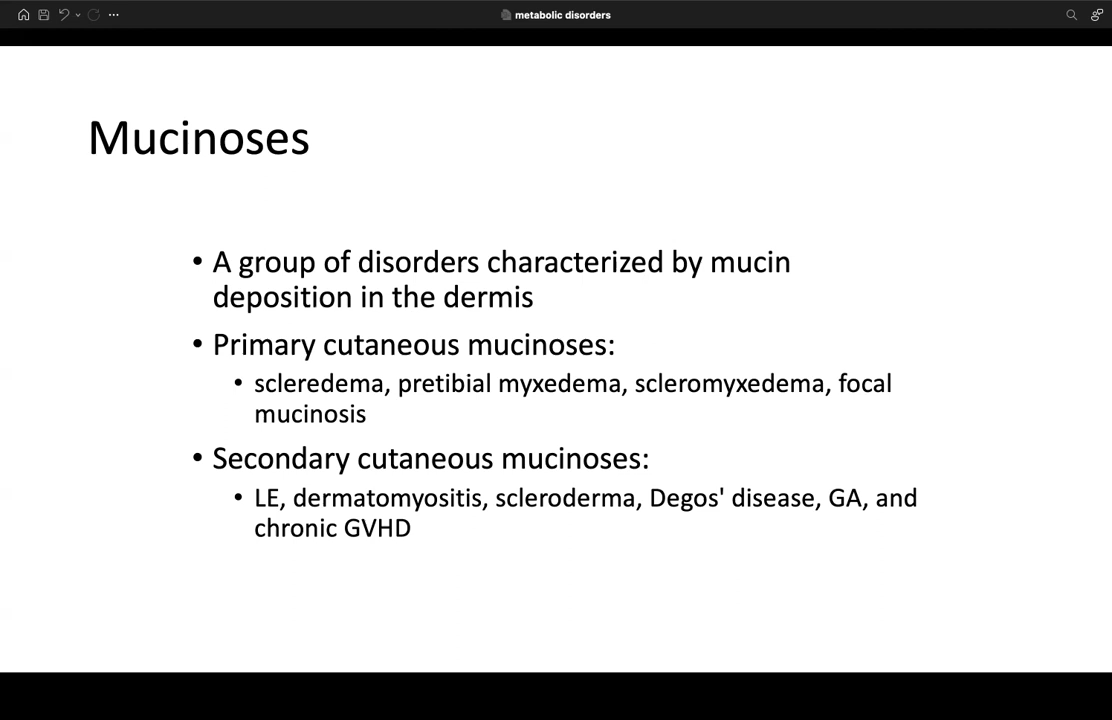 metabolic disorders
Mucinoses
• A group of disorders characterized by mucin
deposition in the dermis
• Primary cutaneous mucinoses:
• scleredema, pretibial myxedema, scleromyxedema, focal
mucinosis
• Secondary cutaneous mucinoses:
• LE, dermatomyositis, scleroderma, Degos' disease, GA, and
chronic GVHD